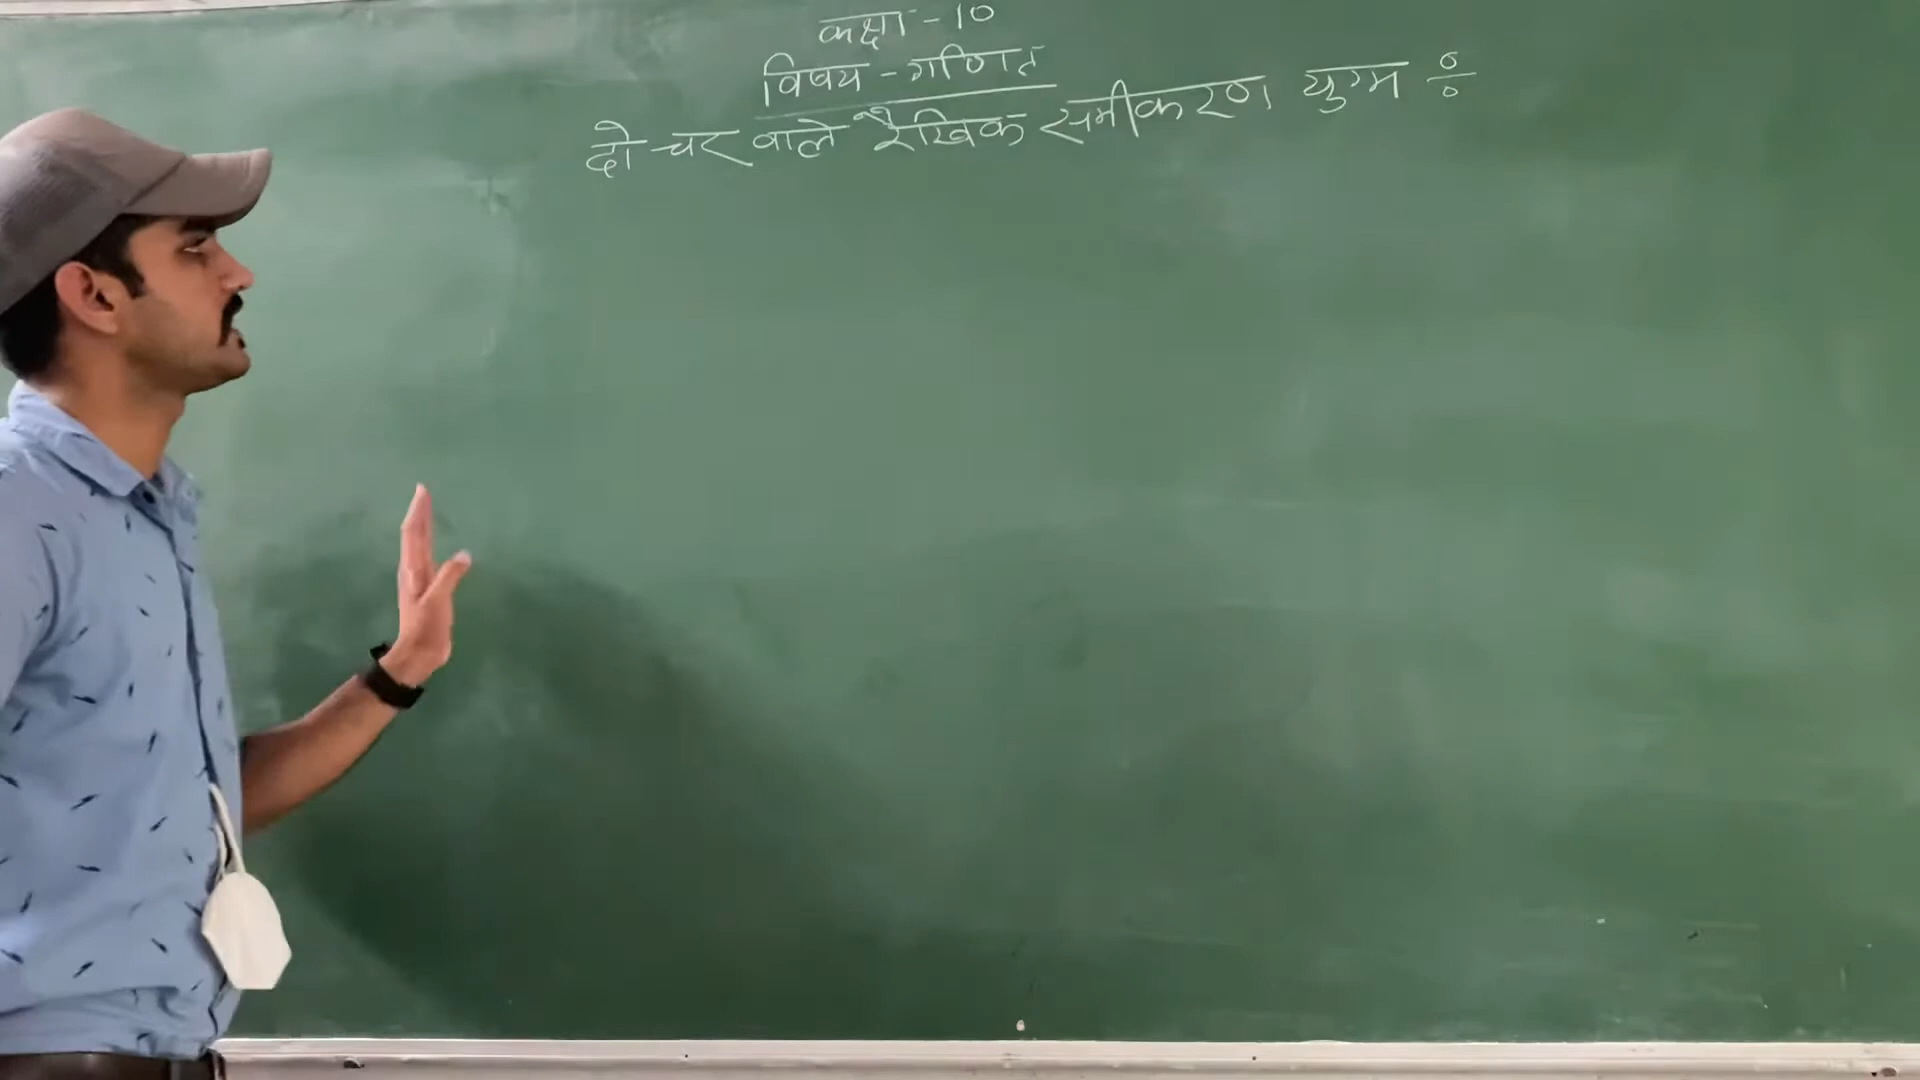 कक्षा - 10
विषय - गणित
दो चर वाले रैखिक समीकरण युग्म ÷